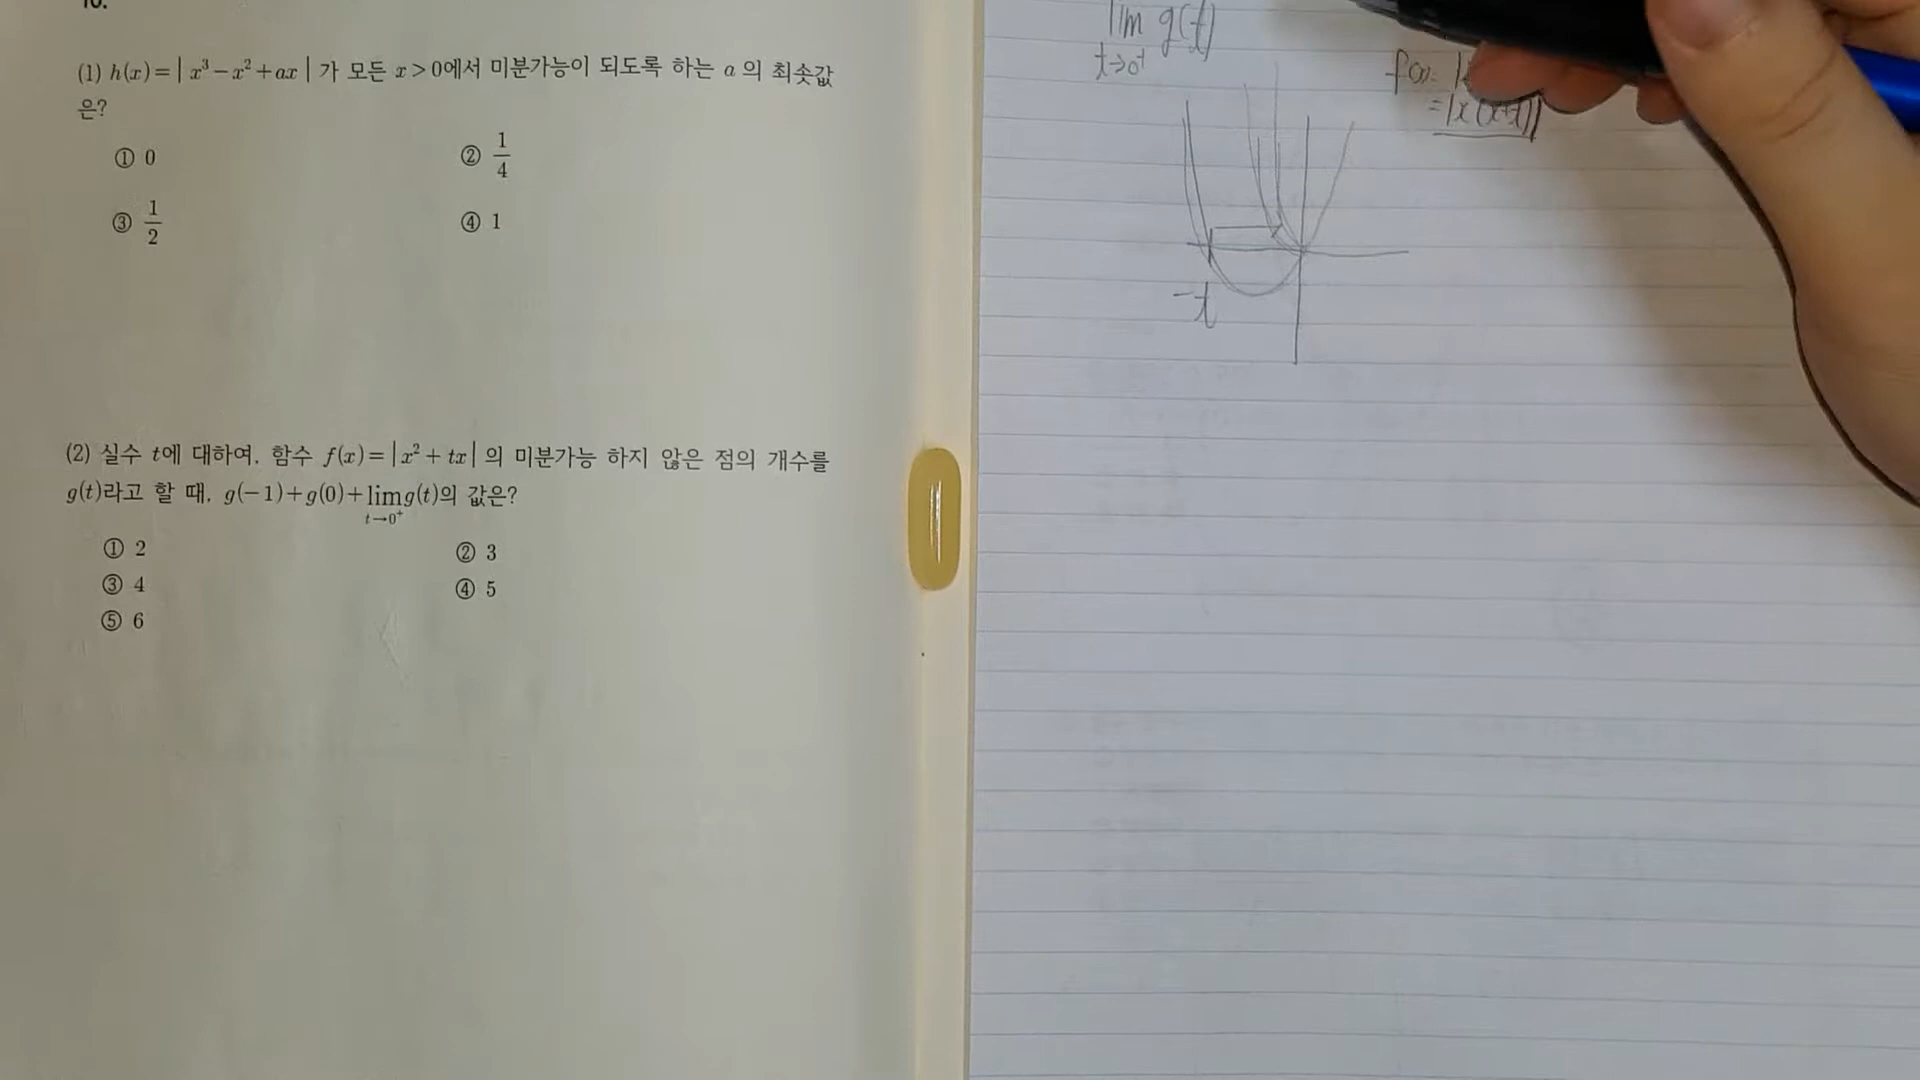 (1) h(x)=| x³−x²+ax | 가 모든 x>0에서 미분가능이 되도록 하는 a 의 최솟값
은?
① 0 ② 1/4
③ 1/2 ④ 1
(2) 실수 t에 대하여, 함수 f(x)=| x²+tx | 의 미분가능 하지 않은 점의 개수를
g(t)라고 할 때, g(−1)+g(0)+lim g(t)의 값은?
t→0⁺
① 2 ② 3
③ 4 ④ 5
⑤ 6
lim g(t)
t→0⁺
f(x)=
=|x(x+t)|
-t